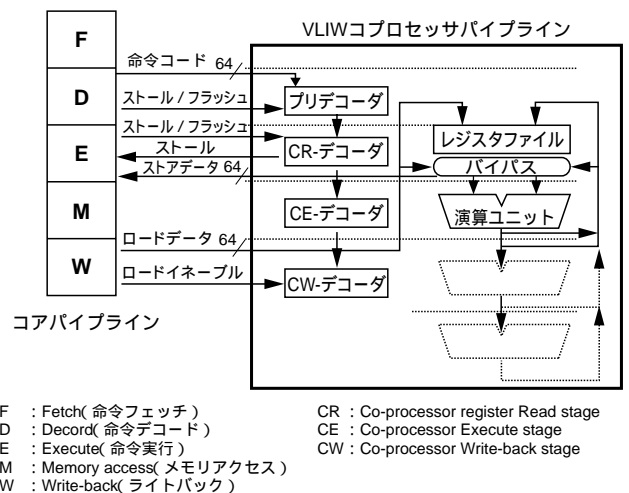 VLIWコプロセッサパイプライン
F
命令コード 64
D
ストール / フラッシュ
プリデコーダ
ストール / フラッシュ
レジスタファイル
E
ストール
CR-デコーダ
ストアデータ 64
バイパス
M
CE-デコーダ
演算ユニット
ロードデータ 64
W
ロードイネーブル
CW-デコーダ
コアパイプライン
F : Fetch( 命令フェッチ )
D : Decord( 命令デコード )
E : Execute( 命令実行 )
M : Memory access( メモリアクセス )
W : Write-back( ライトバック )
CR : Co-processor register Read stage
CE : Co-processor Execute stage
CW : Co-processor Write-back stage